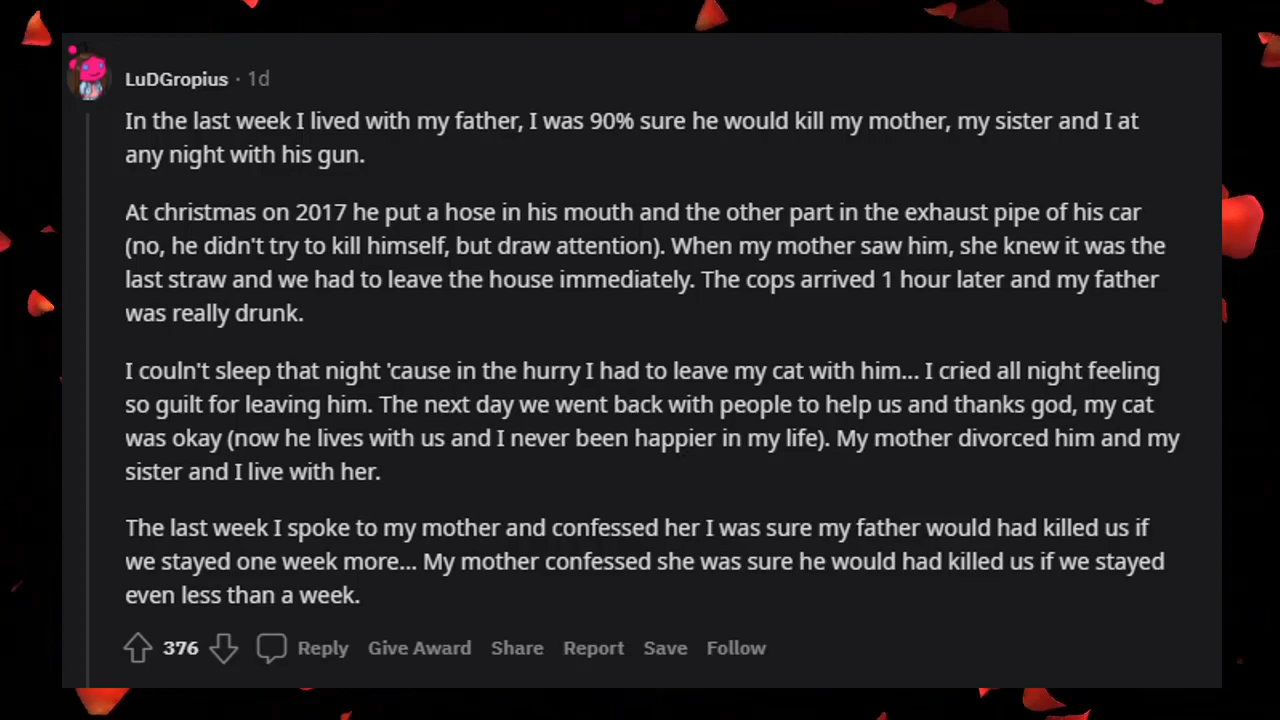 LuDGropius · 1d
In the last week I lived with my father, I was 90% sure he would kill my mother, my sister and I at
any night with his gun.
At christmas on 2017 he put a hose in his mouth and the other part in the exhaust pipe of his car
(no, he didn't try to kill himself, but draw attention). When my mother saw him, she knew it was the
last straw and we had to leave the house immediately. The cops arrived 1 hour later and my father
was really drunk.
I couln't sleep that night 'cause in the hurry I had to leave my cat with him... I cried all night feeling
so guilt for leaving him. The next day we went back with people to help us and thanks god, my cat
was okay (now he lives with us and I never been happier in my life). My mother divorced him and my
sister and I live with her.
The last week I spoke to my mother and confessed her I was sure my father would had killed us if
we stayed one week more... My mother confessed she was sure he would had killed us if we stayed
even less than a week.
376 Reply Give Award Share Report Save Follow